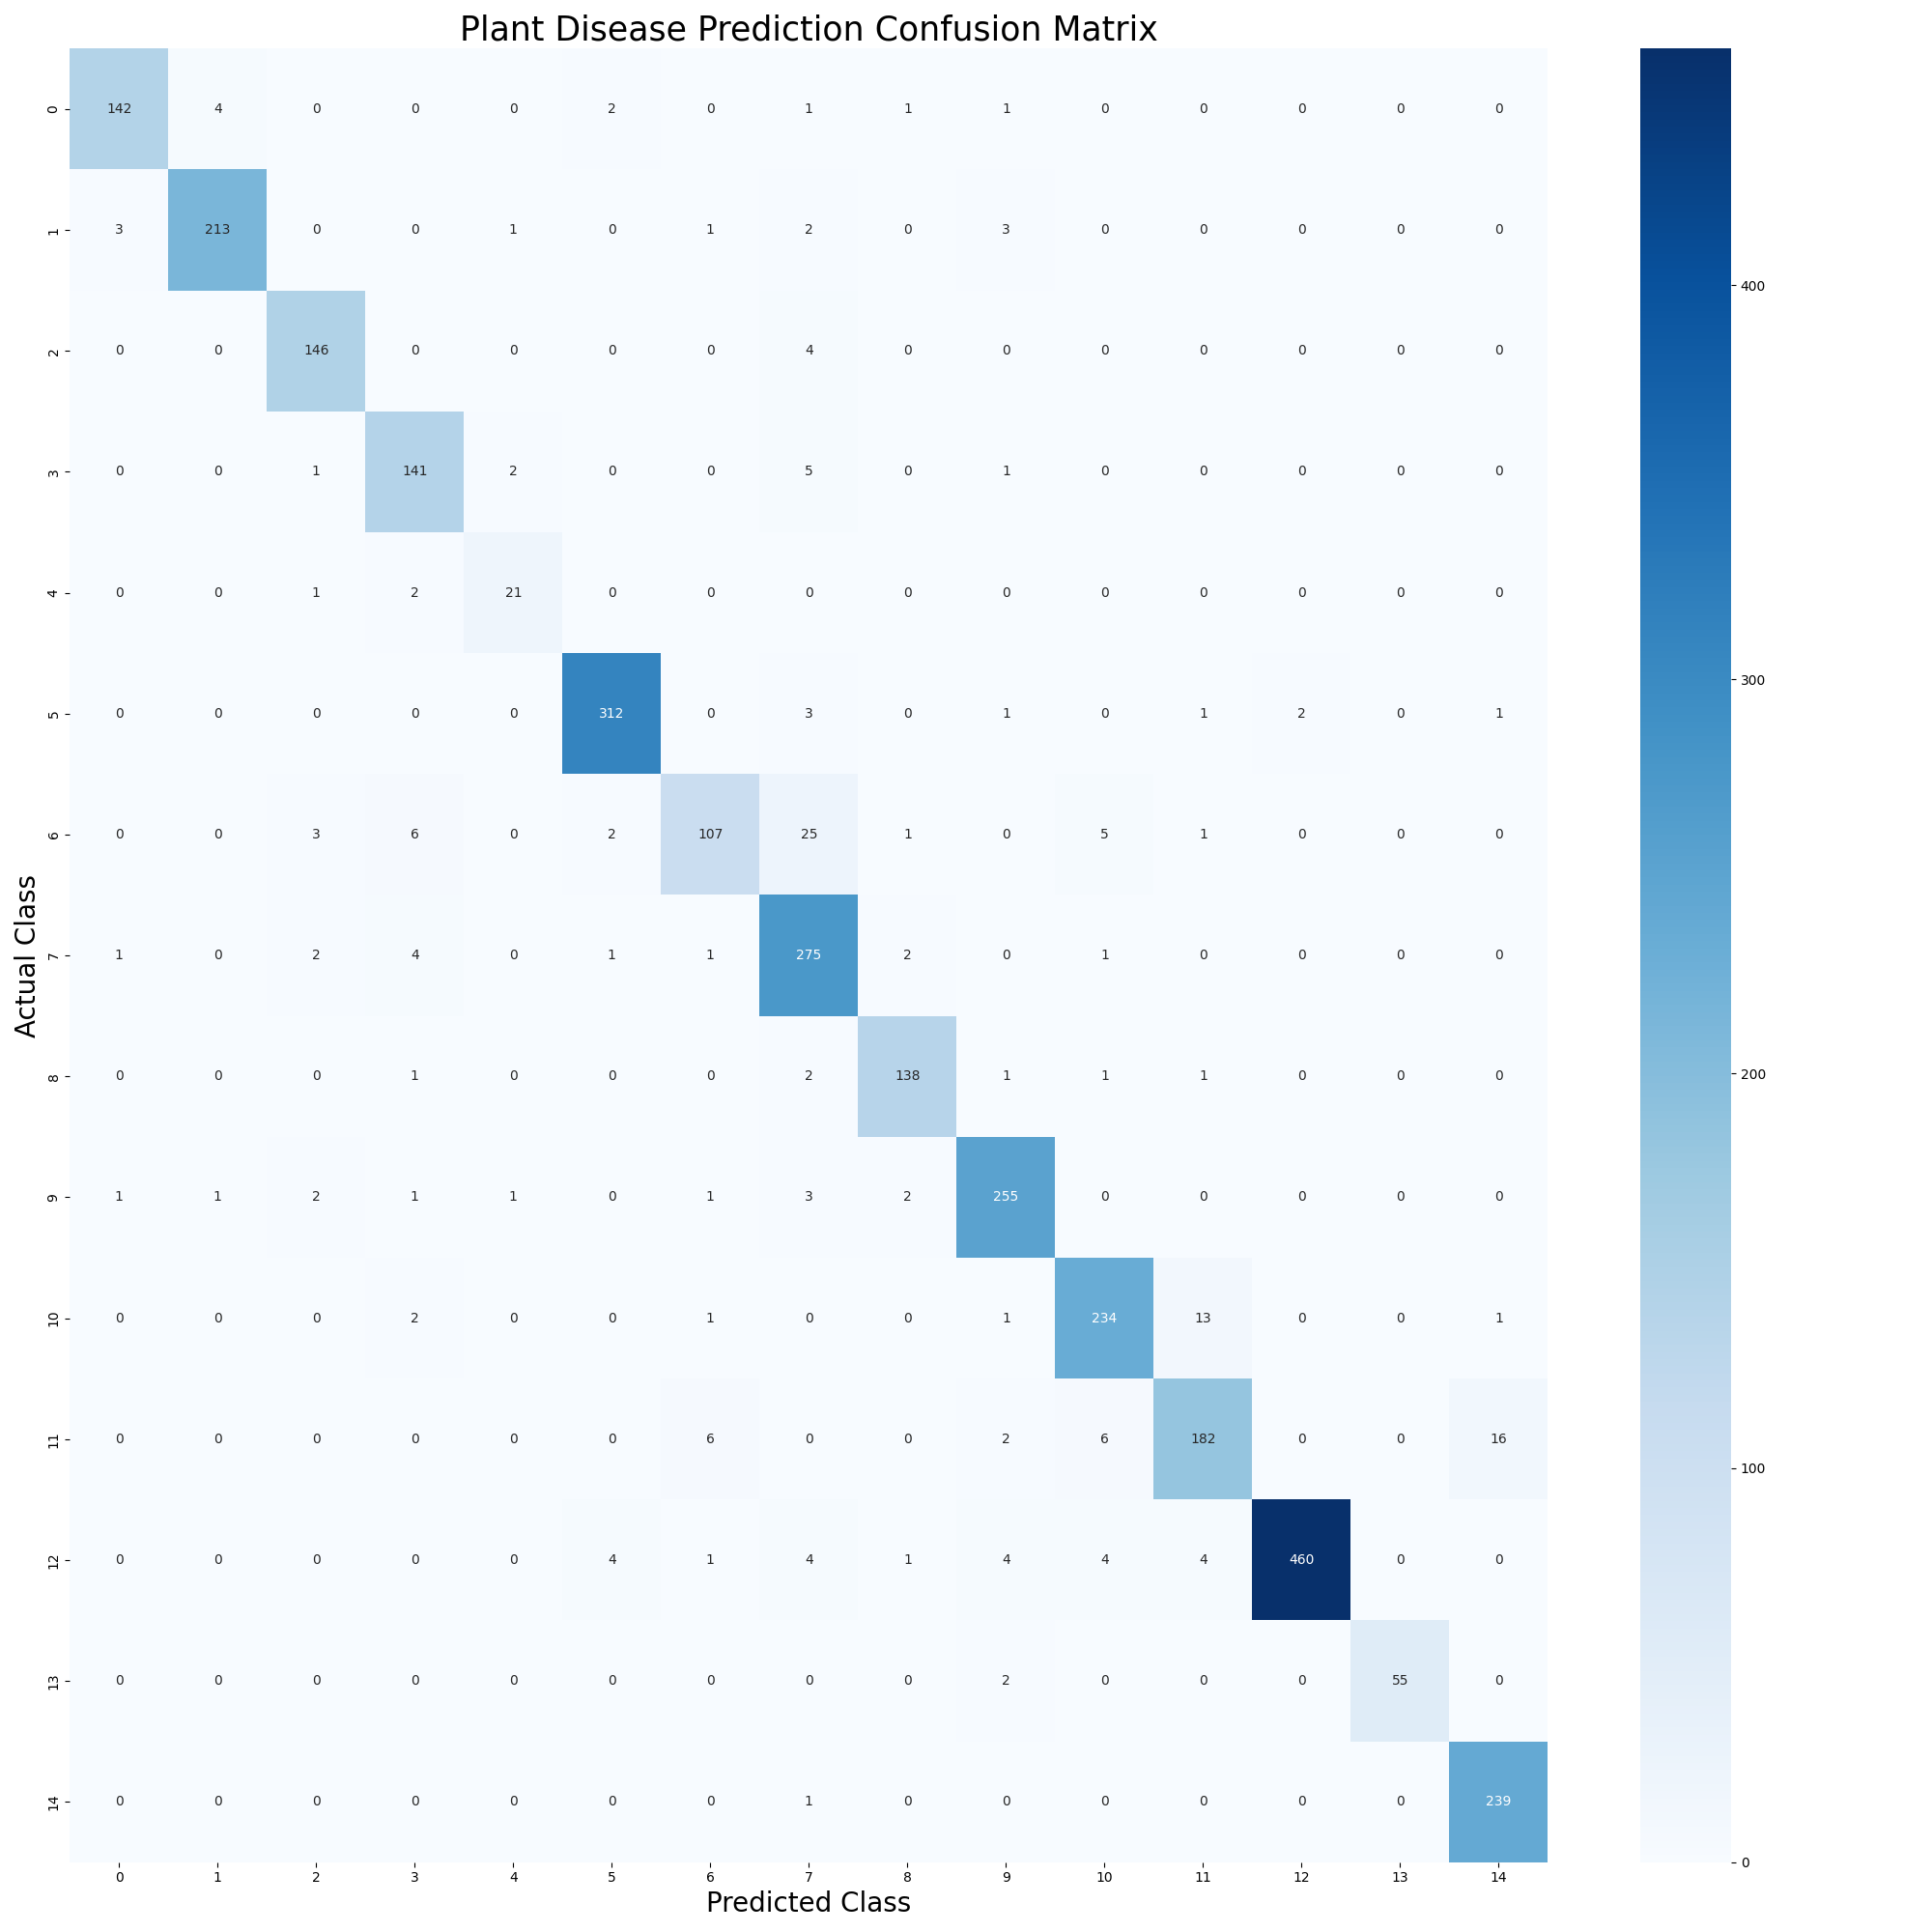 Plant Disease Prediction Confusion Matrix
0 142 4 0 0 0 2 0 1 1 1 0 0 0 0 0
1 3 213 0 0 1 0 1 2 0 3 0 0 0 0 0
400
2 0 0 146 0 0 0 0 4 0 0 0 0 0 0 0
3 0 0 1 141 2 0 0 5 0 1 0 0 0 0 0
4 0 0 1 2 21 0 0 0 0 0 0 0 0 0 0
300
5 0 0 0 0 0 312 0 3 0 1 0 1 2 0 1
6 0 0 3 6 0 2 107 25 1 0 5 1 0 0 0
Actual Class
7 1 0 2 4 0 1 1 275 2 0 1 0 0 0 0
8 0 0 0 1 0 0 0 2 138 1 1 1 0 0 0
200
9 1 1 2 1 1 0 1 3 2 255 0 0 0 0 0
10 0 0 0 2 0 0 1 0 0 1 234 13 0 0 1
11 0 0 0 0 0 0 6 0 0 2 6 182 0 0 16
100
12 0 0 0 0 0 4 1 4 1 4 4 4 460 0 0
13 0 0 0 0 0 0 0 0 0 2 0 0 0 55 0
14 0 0 0 0 0 0 0 1 0 0 0 0 0 0 239
0
0 1 2 3 4 5 6 7 8 9 10 11 12 13 14
Predicted Class